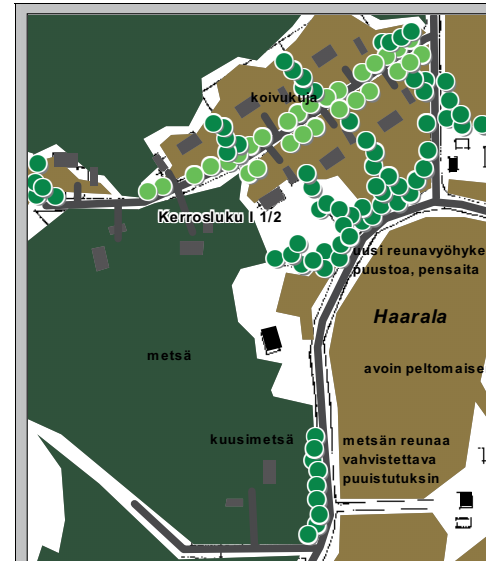 koivukuja
Kerrosluku I 1/2
uusi reunavyöhyke
puustoa, pensaita
Haarala
metsä
avoin peltomaise
kuusimetsä
metsän reunaa
vahvistettava
puuistutuksin